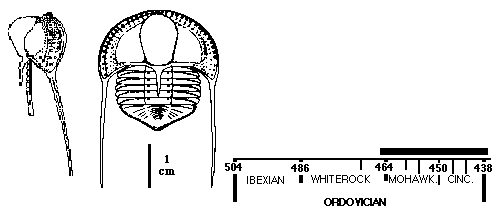 1
cm
504 486 464 450 438
IBEXIAN WHITEROCK MOHAWK. CINC.
ORDOVICIAN